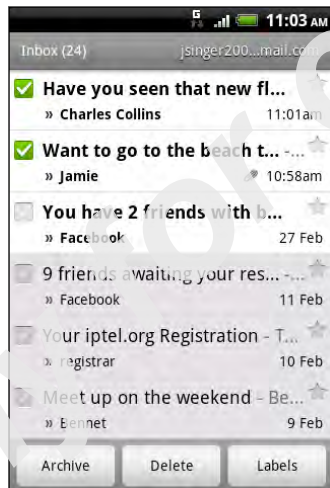 11:03 AM
Inbox (24) jsinger200...mail.com
Have you seen that new fl...
» Charles Collins 11:01am
Want to go to the beach t... -...
» Jamie 10:58am
You have 2 friends with b...
» Facebook 27 Feb
9 friends awaiting your res... -...
» Facebook 11 Feb
Your iptel.org Registration - T...
» registrar 10 Feb
Meet up on the weekend - Be...
» Bennet 9 Feb
Archive Delete Labels